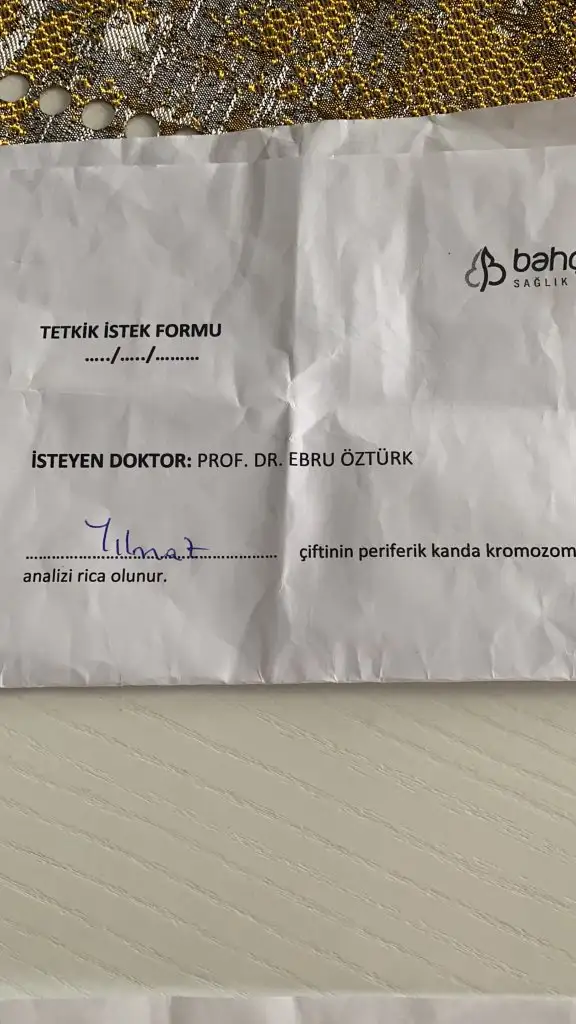 bahç
SAĞLIK
TETKİK İSTEK FORMU
...../...../.........
İSTEYEN DOKTOR: PROF. DR. EBRU ÖZTÜRK
Yılmaz çiftinin periferik kanda kromozom
analizi rica olunur.